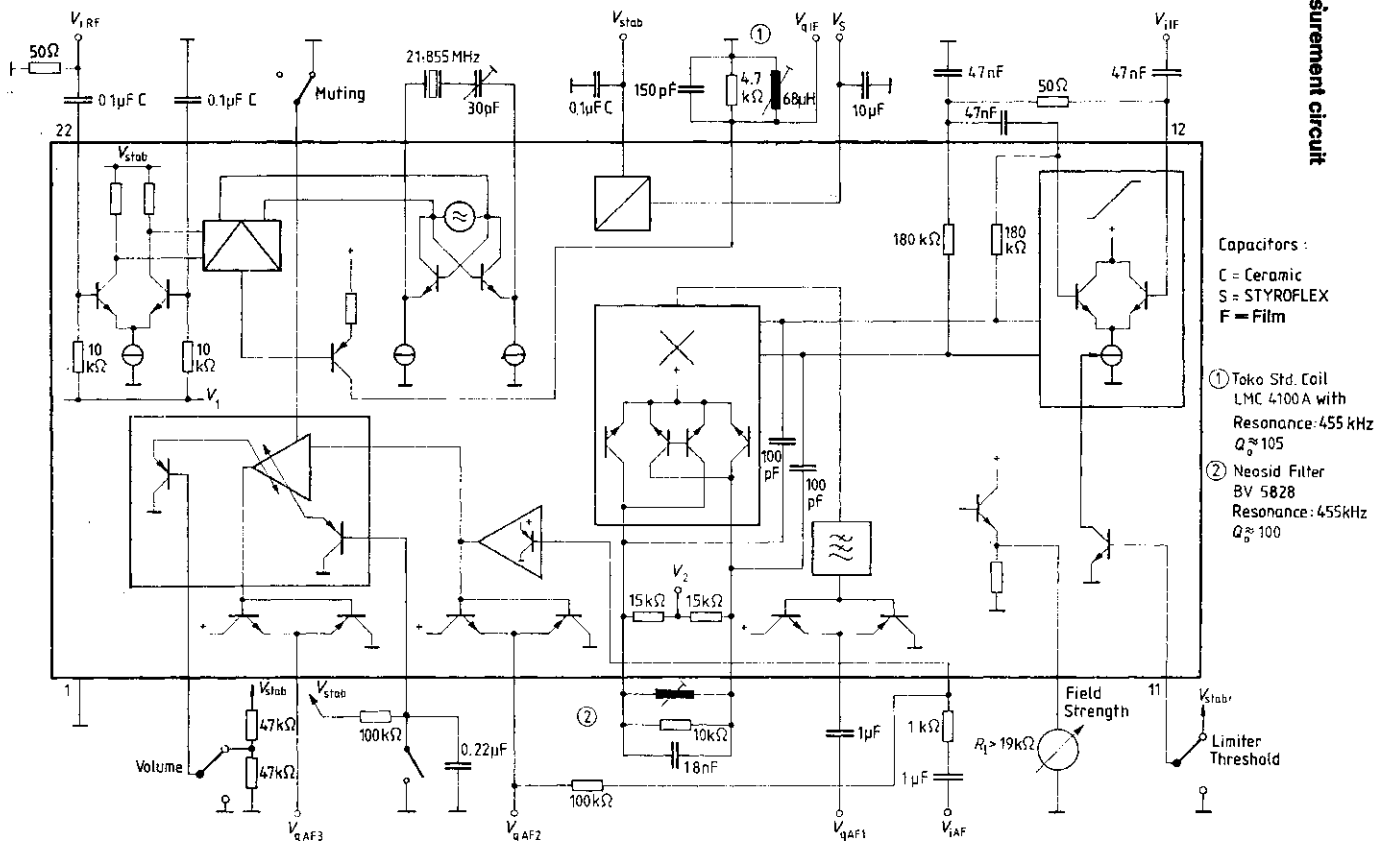 surement circuit
V_iRF
V_stab
①
V_qIF
V_S
V_iIF
50Ω
21.855 MHz
0.1µF C
0.1µF C
Muting
30pF
0.1µF C
150pF
4.7 kΩ
68µH
10µF
47nF
47nF
50Ω
47nF
22
12
V_stab
≈
180 kΩ
180 kΩ
Capacitors :
C = Ceramic
S = STYROFLEX
F = Film
+
+
10 kΩ
10 kΩ
V_1
+
100 pF
100 pF
① Toko Std. Coil
LMC 4100A with
Resonance: 455 kHz
Q_o ≈ 105
② Neosid Filter
BV 5828
Resonance: 455kHz
Q_o ≈ 100
+
+
V_2
15kΩ
15kΩ
+
+
+
1
11
V_stab
V_stab
②
Field
Strength
V_stab,
47kΩ
47kΩ
100kΩ
0.22µF
10kΩ
1µF
1kΩ
R_i > 19kΩ
Limiter
Threshold
Volume
1.8nF
1µF
100kΩ
V_qAF3
V_qAF2
V_qAF1
V_iAF